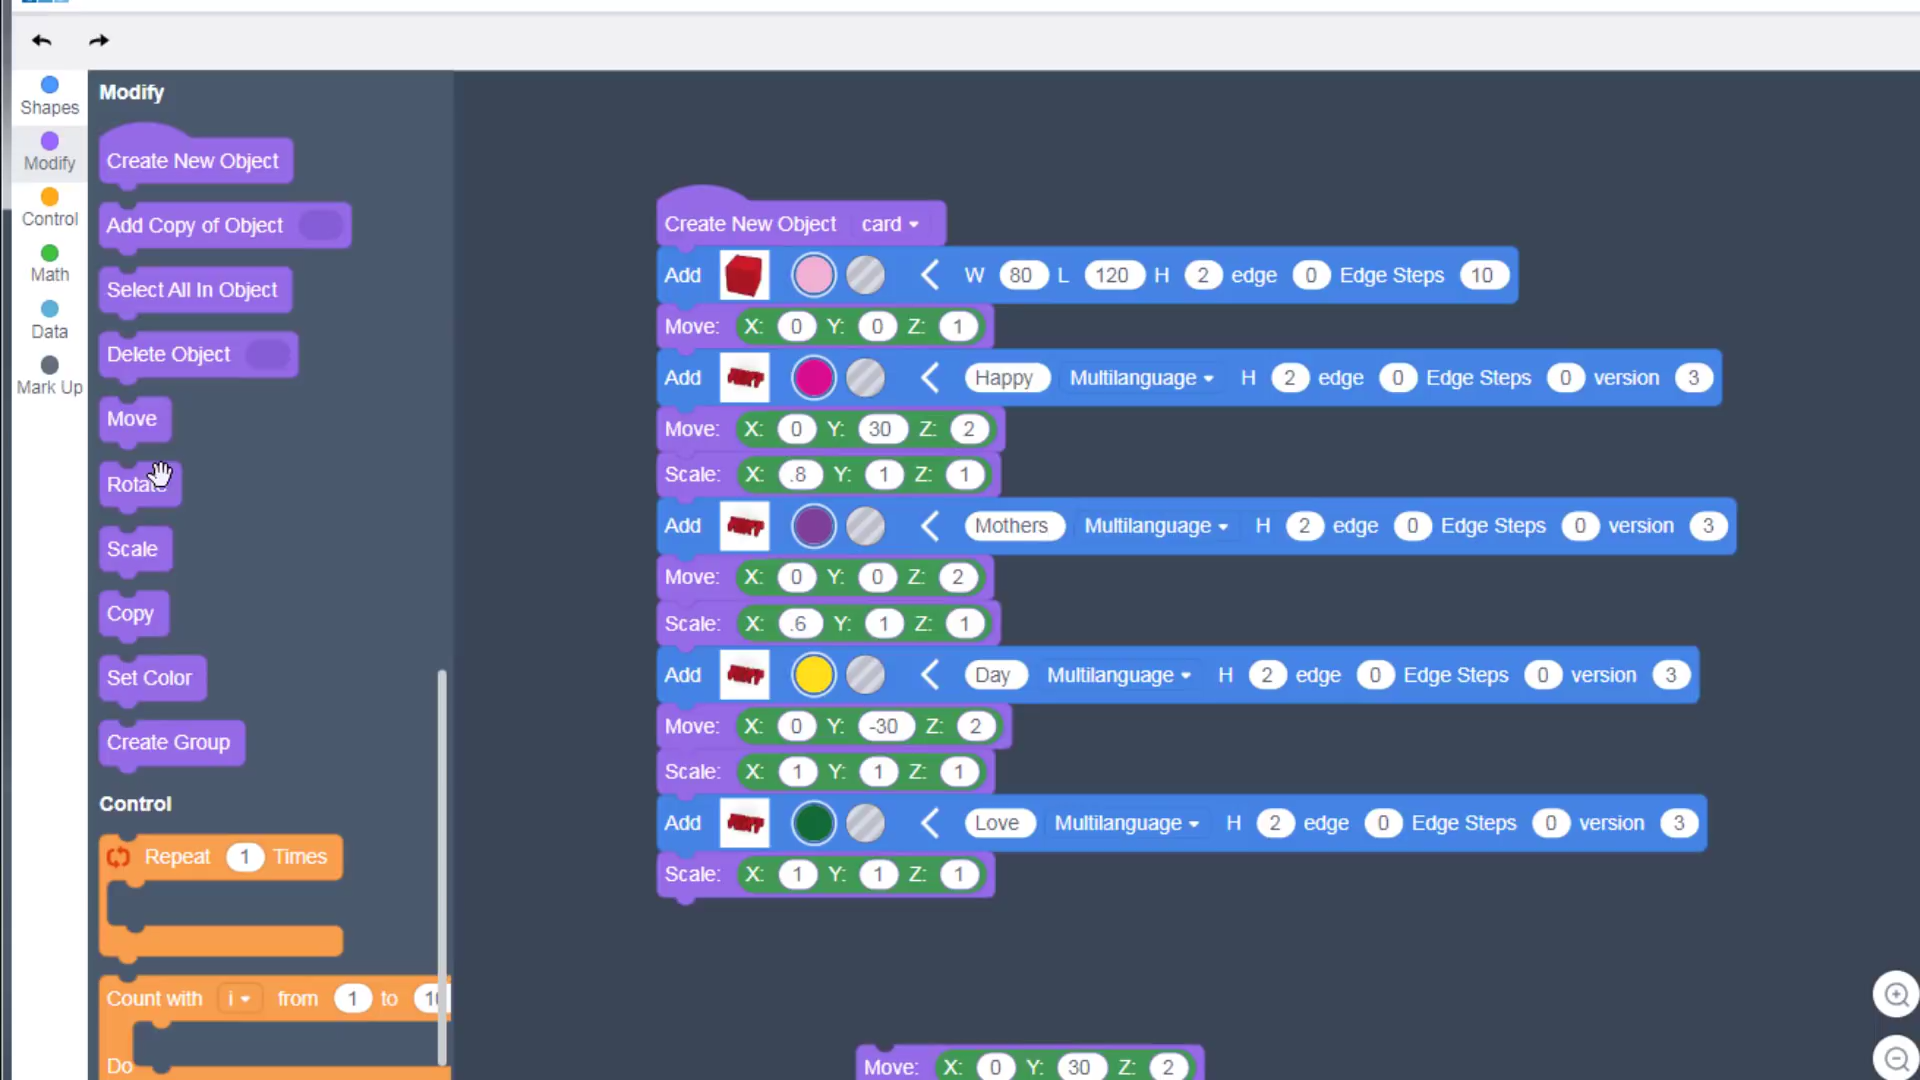 Shapes
Modify
Control
Math
Data
Mark Up
Modify
Create New Object
Add Copy of Object
Select All In Object
Delete Object
Move
Rotate
Scale
Copy
Set Color
Create Group
Control
Repeat 1 Times
Count with i from 1 to
Do
Create New Object card
Add W 80 L 120 H 2 edge 0 Edge Steps 10
Move: X: 0 Y: 0 Z: 1
Add Happy Multilanguage H 2 edge 0 Edge Steps 0 version 3
Move: X: 0 Y: 30 Z: 2
Scale: X: .8 Y: 1 Z: 1
Add Mothers Multilanguage H 2 edge 0 Edge Steps 0 version 3
Move: X: 0 Y: 0 Z: 2
Scale: X: .6 Y: 1 Z: 1
Add Day Multilanguage H 2 edge 0 Edge Steps 0 version 3
Move: X: 0 Y: -30 Z: 2
Scale: X: 1 Y: 1 Z: 1
Add Love Multilanguage H 2 edge 0 Edge Steps 0 version 3
Scale: X: 1 Y: 1 Z: 1
Move: X: 0 Y: 30 Z: 2